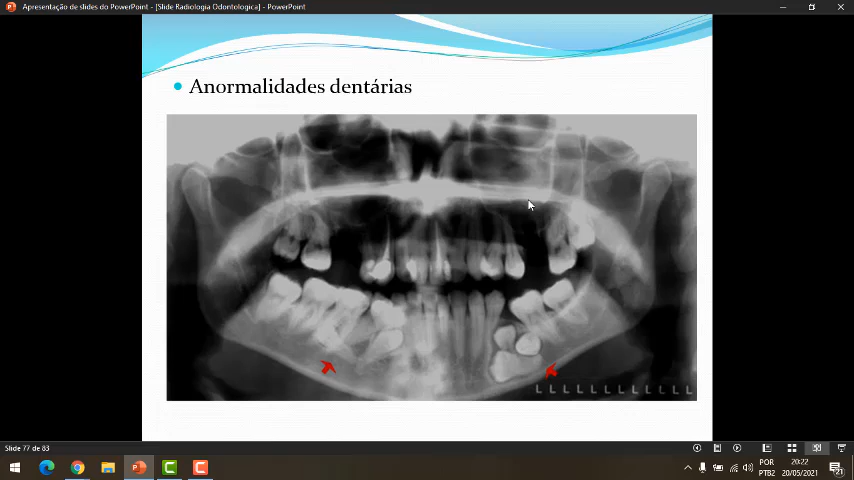 Apresentação de slides do PowerPoint - [Slide Radiologia Odontologica] - PowerPoint
Anormalidades dentárias
L L L L L L L L L L L L
Slide 77 de 83
POR
PTB2
20:22
20/05/2021
21